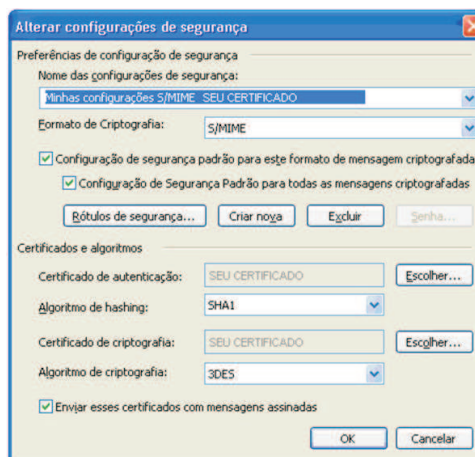 Alterar configurações de segurança
Preferências de configuração de segurança
Nome das configurações de segurança:
Minhas configurações S/MIME SEU CERTIFICADO
Formato de Criptografia:
S/MIME
Configuração de segurança padrão para este formato de mensagem criptografada
Configuração de Segurança Padrão para todas as mensagens criptografadas
Rótulos de segurança... Criar nova Excluir Senha...
Certificados e algoritmos
Certificado de autenticação: SEU CERTIFICADO Escolher...
Algoritmo de hashing: SHA1
Certificado de criptografia: SEU CERTIFICADO Escolher...
Algoritmo de criptografia: 3DES
Enviar esses certificados com mensagens assinadas
OK Cancelar